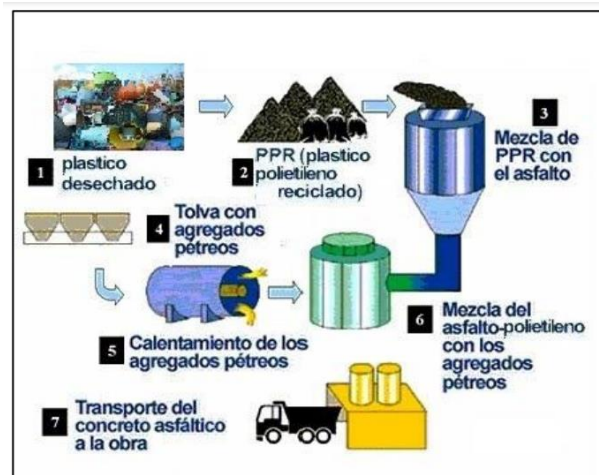 1 plastico
desechado
2 PPR (plastico
polietileno
reciclado)
3
Mezcla de
PPR con
el asfalto
4 Tolva con
agregados
pétreos
5 Calentamiento de los
agregados pétreos
6 Mezcla del
asfalto-polietileno
con los
agregados
pétreos
7 Transporte del
concreto asfáltico
a la obra